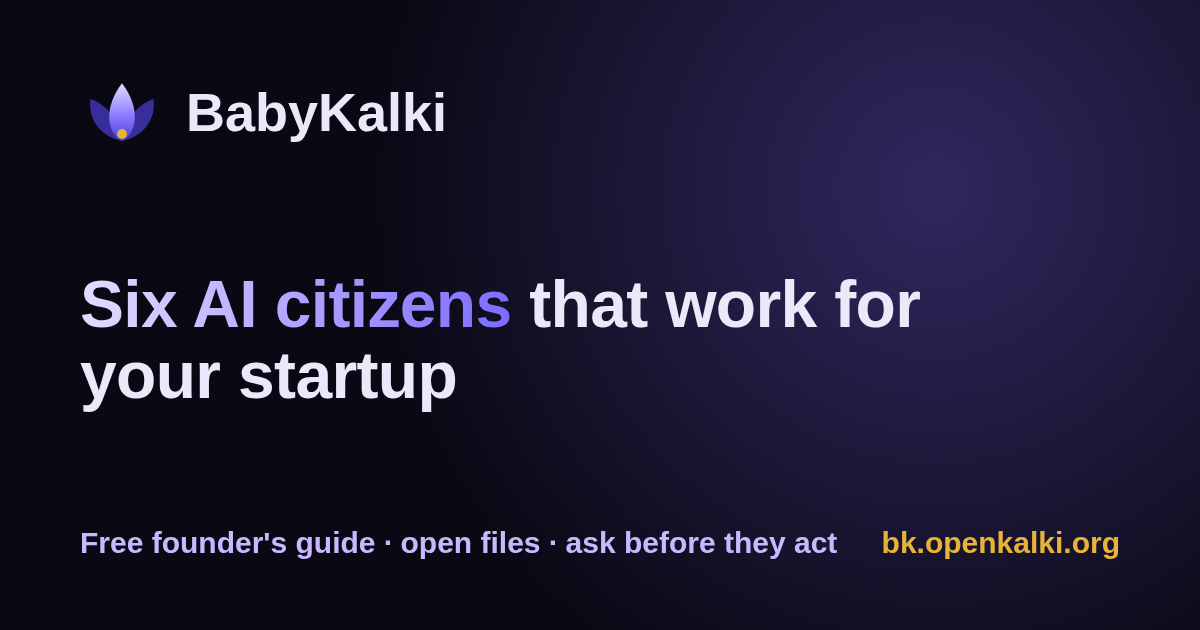 BabyKalki
Six AI citizens that work for
your startup
Free founder's guide · open files · ask before they act
bk.openkalki.org